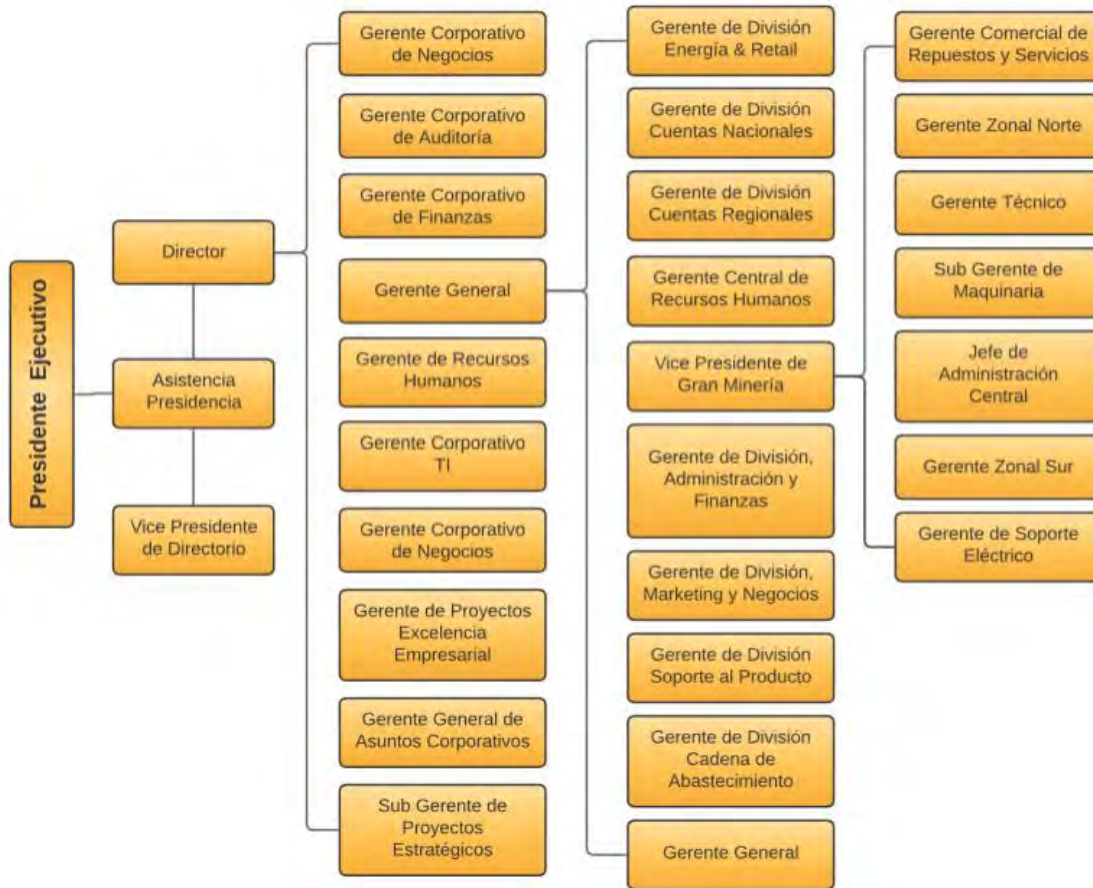 Presidente Ejecutivo
Director
Asistencia
Presidencia
Vice Presidente
de Directorio
Gerente Corporativo
de Negocios
Gerente Corporativo
de Auditoría
Gerente Corporativo
de Finanzas
Gerente General
Gerente de Recursos
Humanos
Gerente Corporativo
TI
Gerente Corporativo
de Negocios
Gerente de Proyectos
Excelencia
Empresarial
Gerente General de
Asuntos Corporativos
Sub Gerente de
Proyectos
Estratégicos
Gerente de División
Energía & Retail
Gerente de División
Cuentas Nacionales
Gerente de División
Cuentas Regionales
Gerente Central de
Recursos Humanos
Vice Presidente de
Gran Minería
Gerente de División,
Administración y
Finanzas
Gerente de División,
Marketing y Negocios
Gerente de División
Soporte al Producto
Gerente de División
Cadena de
Abastecimiento
Gerente General
Gerente Comercial de
Repuestos y Servicios
Gerente Zonal Norte
Gerente Técnico
Sub Gerente de
Maquinaria
Jefe de
Administración
Central
Gerente Zonal Sur
Gerente de Soporte
Eléctrico